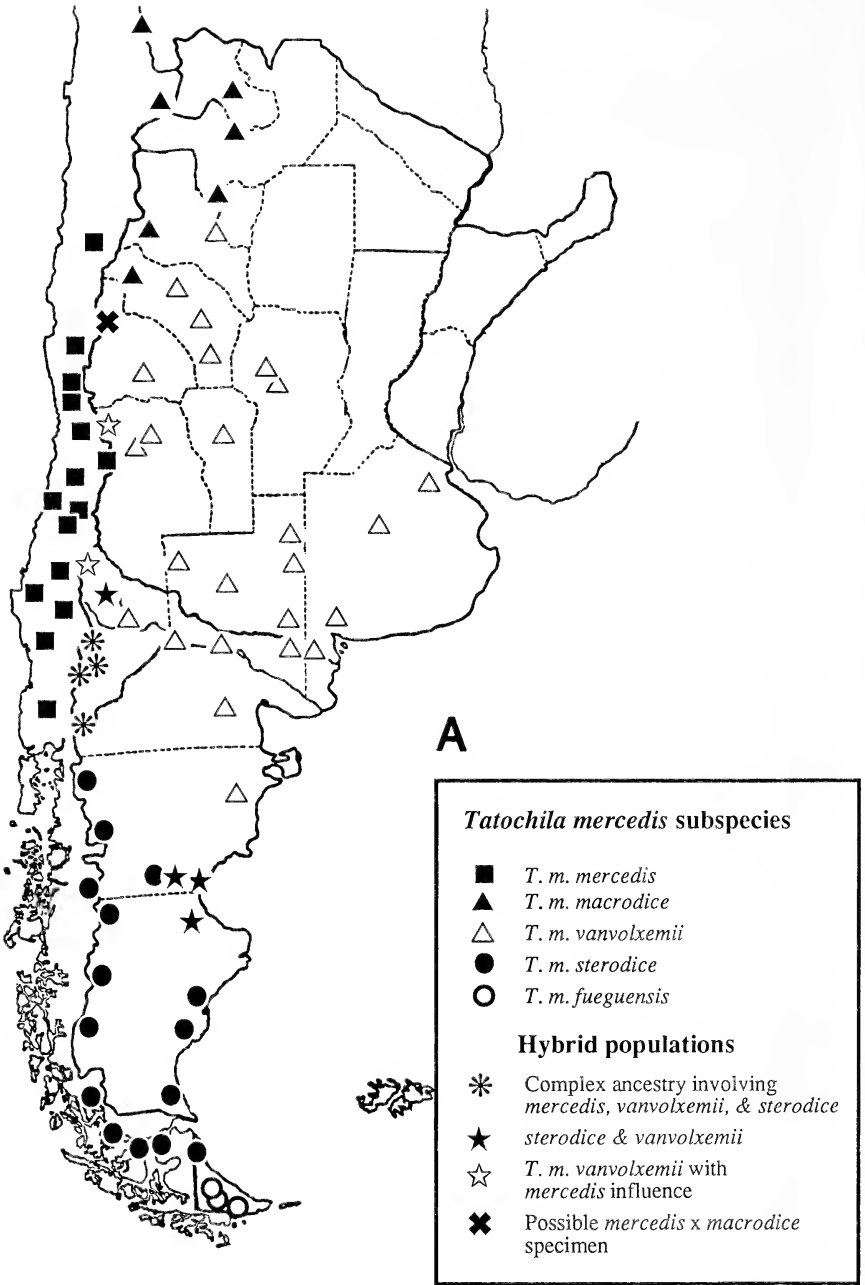 A
Tatochila mercedis subspecies
T. m. mercedis
T. m. macrodice
T. m. vanvolxemii
T. m. sterodice
T. m. fueguensis
Hybrid populations
Complex ancestry involving
mercedis, vanvolxemii, & sterodice
sterodice & vanvolxemii
T. m. vanvolxemii with
mercedis influence
Possible mercedis x macrodice
specimen